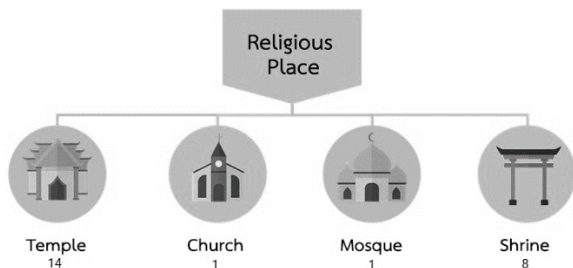 Religious
Place
Temple
14
Church
1
Mosque
1
Shrine
8